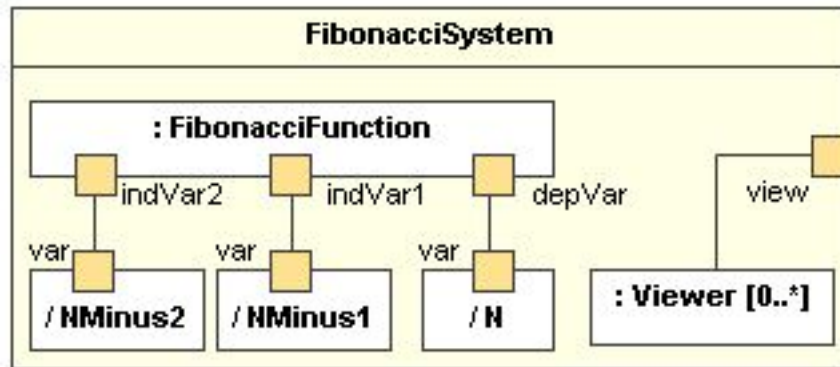 FibonacciSystem
: FibonacciFunction
indVar2 indVar1 depVar view
var var var
/ NMinus2 / NMinus1 / N : Viewer [0..*]